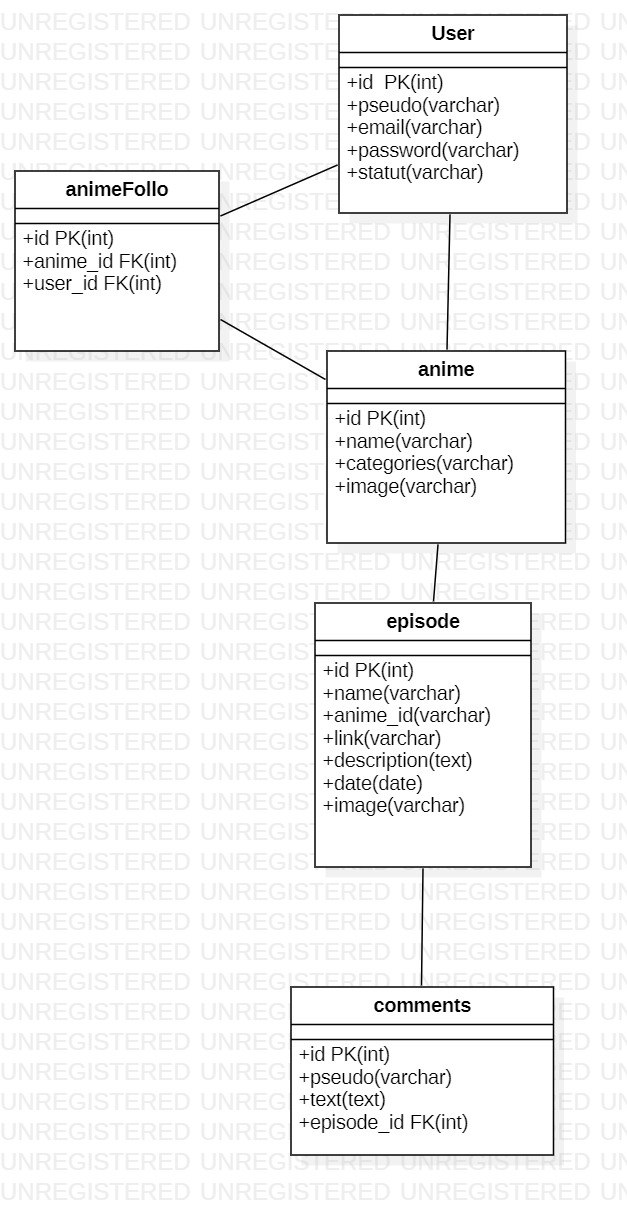 User
+id  PK(int)
+pseudo(varchar)
+email(varchar)
+password(varchar)
+statut(varchar)
animeFollo
+id PK(int)
+anime_id FK(int)
+user_id FK(int)
anime
+id PK(int)
+name(varchar)
+categories(varchar)
+image(varchar)
episode
+id PK(int)
+name(varchar)
+anime_id(varchar)
+link(varchar)
+description(text)
+date(date)
+image(varchar)
comments
+id PK(int)
+pseudo(varchar)
+text(text)
+episode_id FK(int)
UNREGISTERED